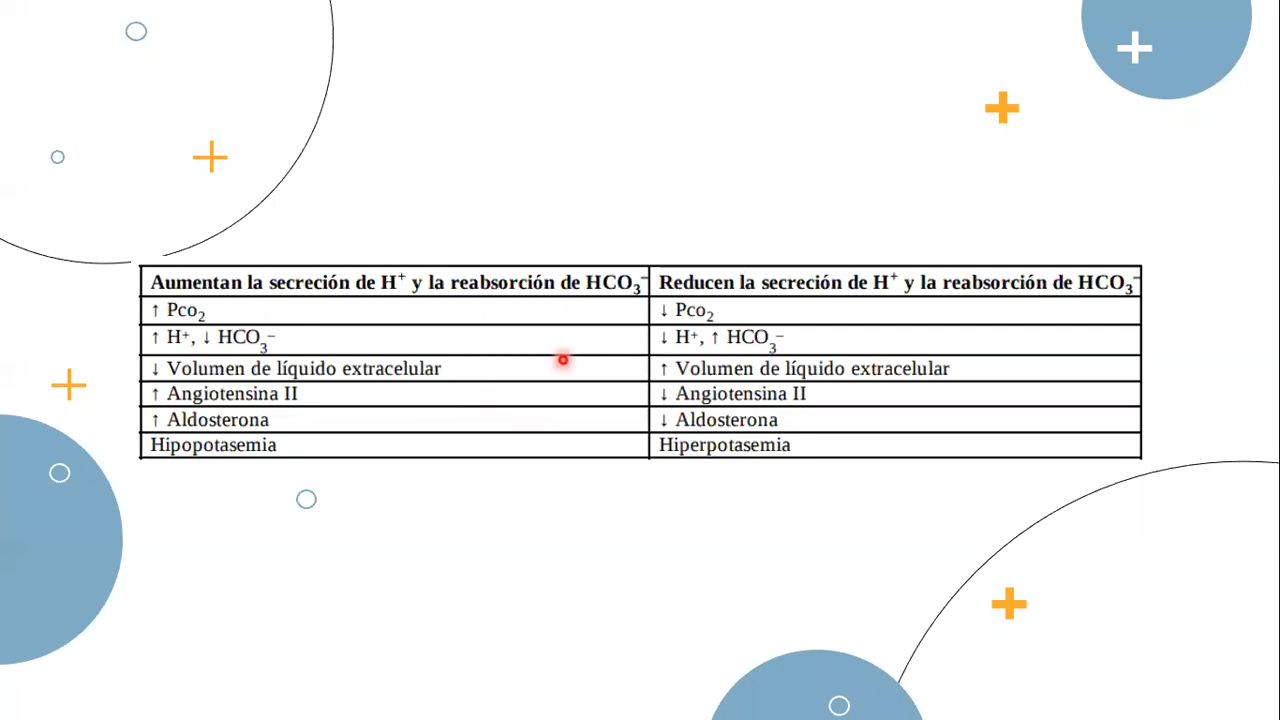 Aumentan la secreción de H⁺ y la reabsorción de HCO₃⁻ Reducen la secreción de H⁺ y la reabsorción de HCO₃⁻
↑ Pco₂ ↓ Pco₂
↑ H⁺, ↓ HCO₃⁻ ↓ H⁺, ↑ HCO₃⁻
↓ Volumen de líquido extracelular ↑ Volumen de líquido extracelular
↑ Angiotensina II ↓ Angiotensina II
↑ Aldosterona ↓ Aldosterona
Hipopotasemia Hiperpotasemia